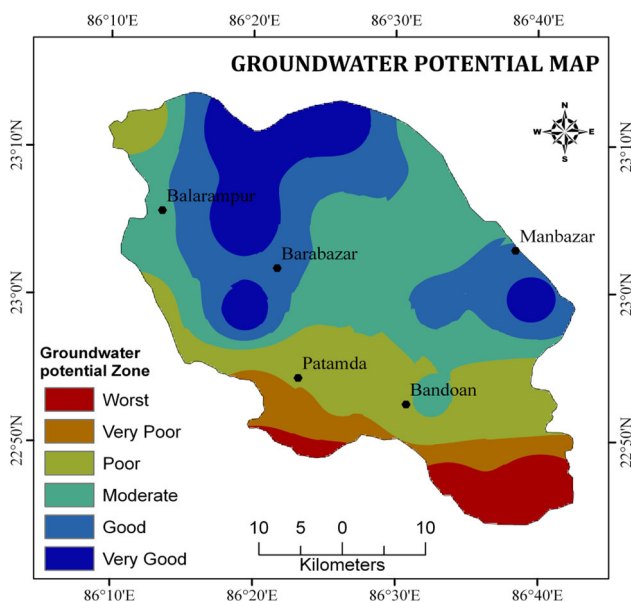 86°10'E 86°20'E 86°30'E 86°40'E
GROUNDWATER POTENTIAL MAP
N
W E
S
23°10'N 23°10'N
Balarampur
Manbazar
Barabazar
23°0'N 23°0'N
Groundwater
potential Zone
Patamda
Bandoan
Worst
Very Poor
22°50'N 22°50'N
Poor
Moderate
Good
Very Good
10 5 0 10
Kilometers
86°10'E 86°20'E 86°30'E 86°40'E